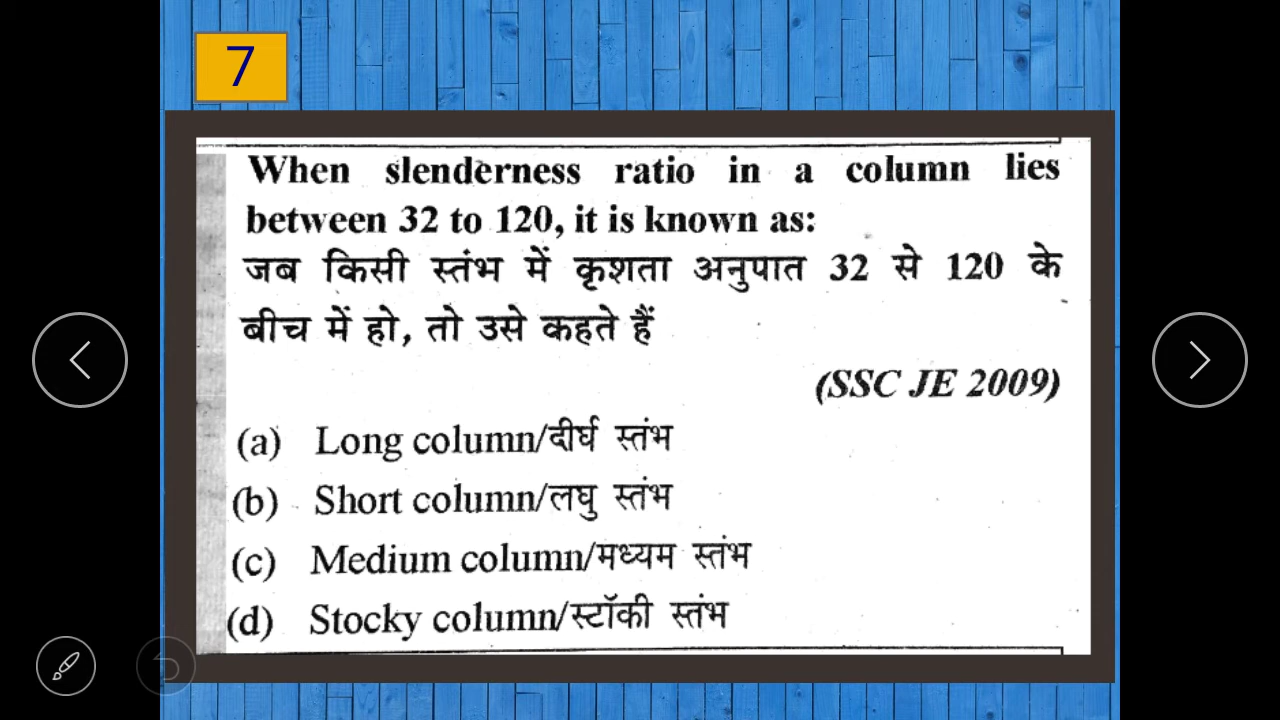 7
When slenderness ratio in a column lies
between 32 to 120, it is known as:
जब किसी स्तंभ में कृशता अनुपात 32 से 120 के
बीच में हो, तो उसे कहते हैं
(SSC JE 2009)
(a) Long column/दीर्घ स्तंभ
(b) Short column/लघु स्तंभ
(c) Medium column/मध्यम स्तंभ
(d) Stocky column/स्टॉकी स्तंभ